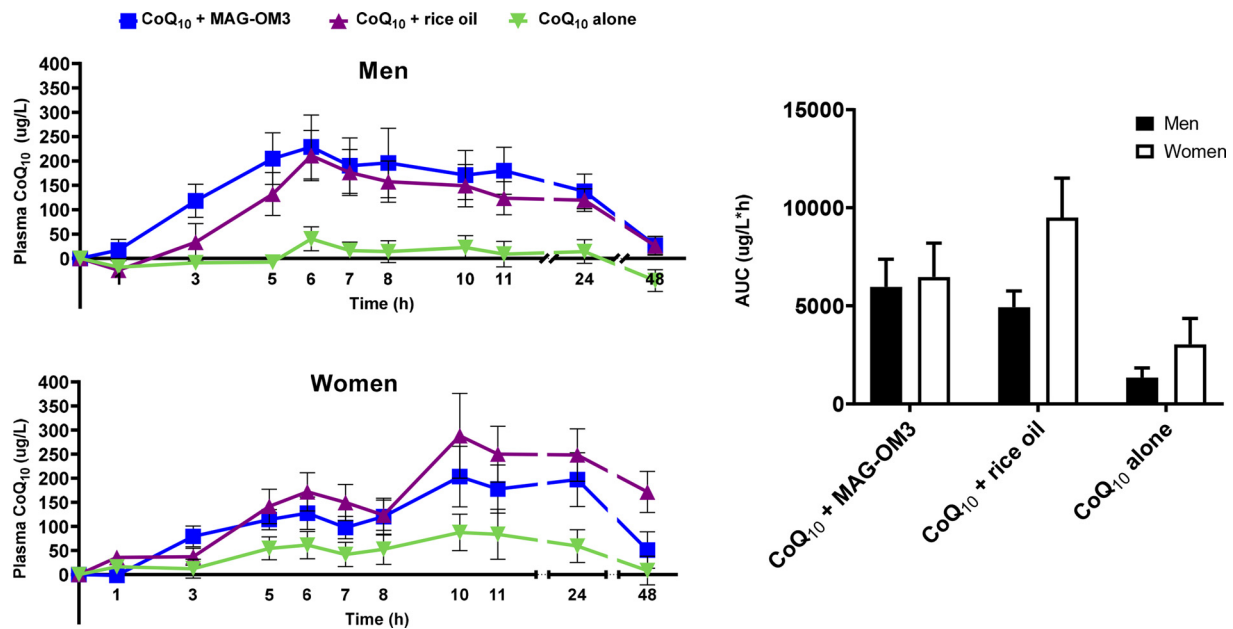 CoQ10 + MAG-OM3 CoQ10 + rice oil CoQ10 alone
Men
Plasma CoQ10 (ug/L)
400
350
300
250
200
150
100
50
0
1 3 5 6 7 8 10 11 24 48
Time (h)
Women
Plasma CoQ10 (ug/L)
400
350
300
250
200
150
100
50
0
1 3 5 6 7 8 10 11 24 48
Time (h)
AUC (ug/L*h)
15000
10000
5000
0
Men
Women
CoQ10 + MAG-OM3
CoQ10 + rice oil
CoQ10 alone